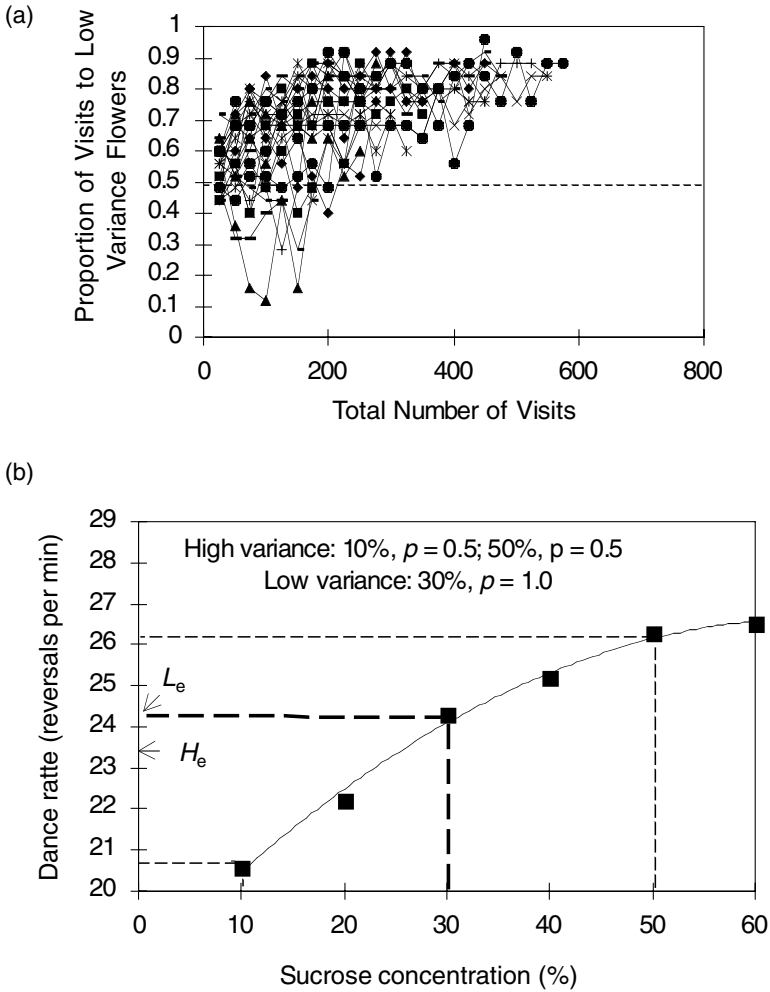 (a)
Proportion of Visits to Low
Variance Flowers
1
0.9
0.8
0.7
0.6
0.5
0.4
0.3
0.2
0.1
0
0 200 400 600 800
Total Number of Visits
(b)
Dance ratte (reversals per min)
29
28
27
26
25
24
23
22
21
20
High variance: 10%, p = 0.5; 50%, p = 0.5
Low variance: 30%, p = 1.0
Le
He
0 10 20 30 40 50 60
Sucrose concentration (%)